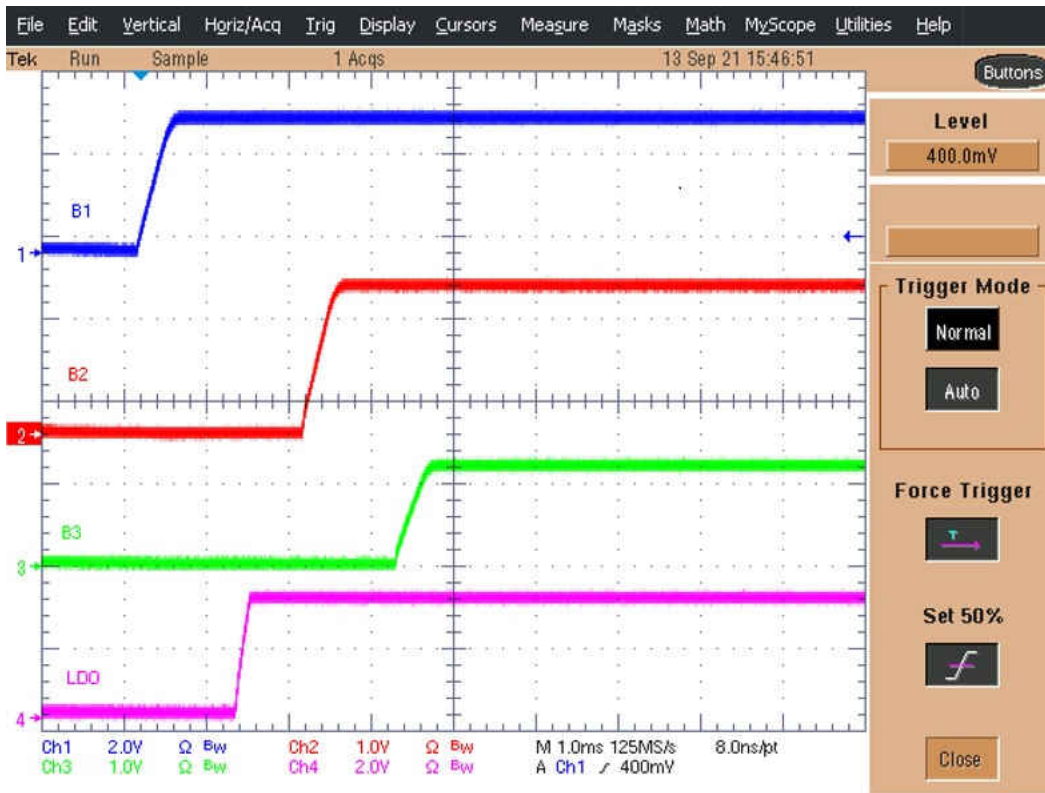 File Edit Vertical Horiz/Acq Trig Display Cursors Measure Masks Math MyScope Utilities Help
Tek Run Sample 1 Acqs 13 Sep 21 15:46:51
Buttons
Level
400.0mV
B1
1
B2
2
B3
3
LDO
4
Trigger Mode
Normal
Auto
Force Trigger
T
Set 50%
Close
Ch1 2.0V Ω Bw Ch2 1.0V Ω Bw M 1.0ms 125MS/s 8.0ns/pt
Ch3 1.0V Ω Bw Ch4 2.0V Ω Bw A Ch1 ∕ 400mV